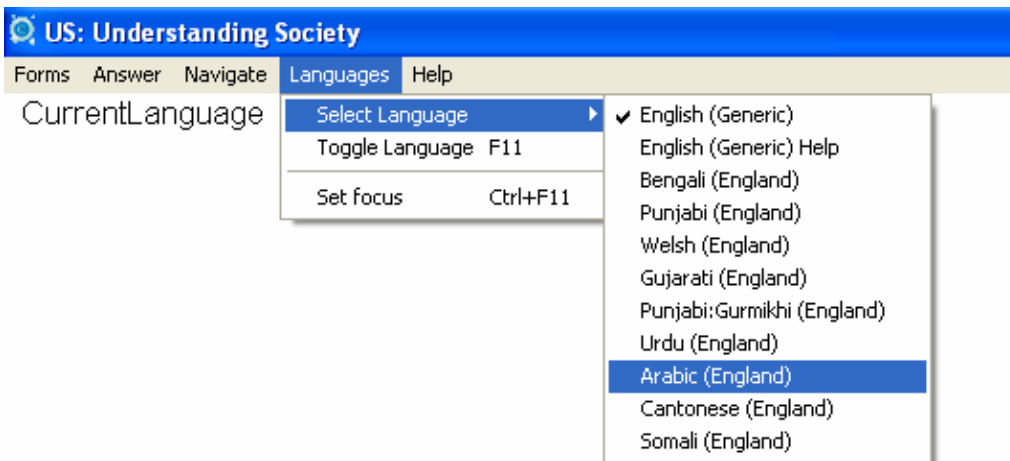 US: Understanding Society
Forms Answer Navigate Languages Help
CurrentLanguage
Select Language
Toggle Language F11
Set focus Ctrl+F11
✔ English (Generic)
English (Generic) Help
Bengali (England)
Punjabi (England)
Welsh (England)
Gujarati (England)
Punjabi:Gurmikhi (England)
Urdu (England)
Arabic (England)
Cantonese (England)
Somali (England)